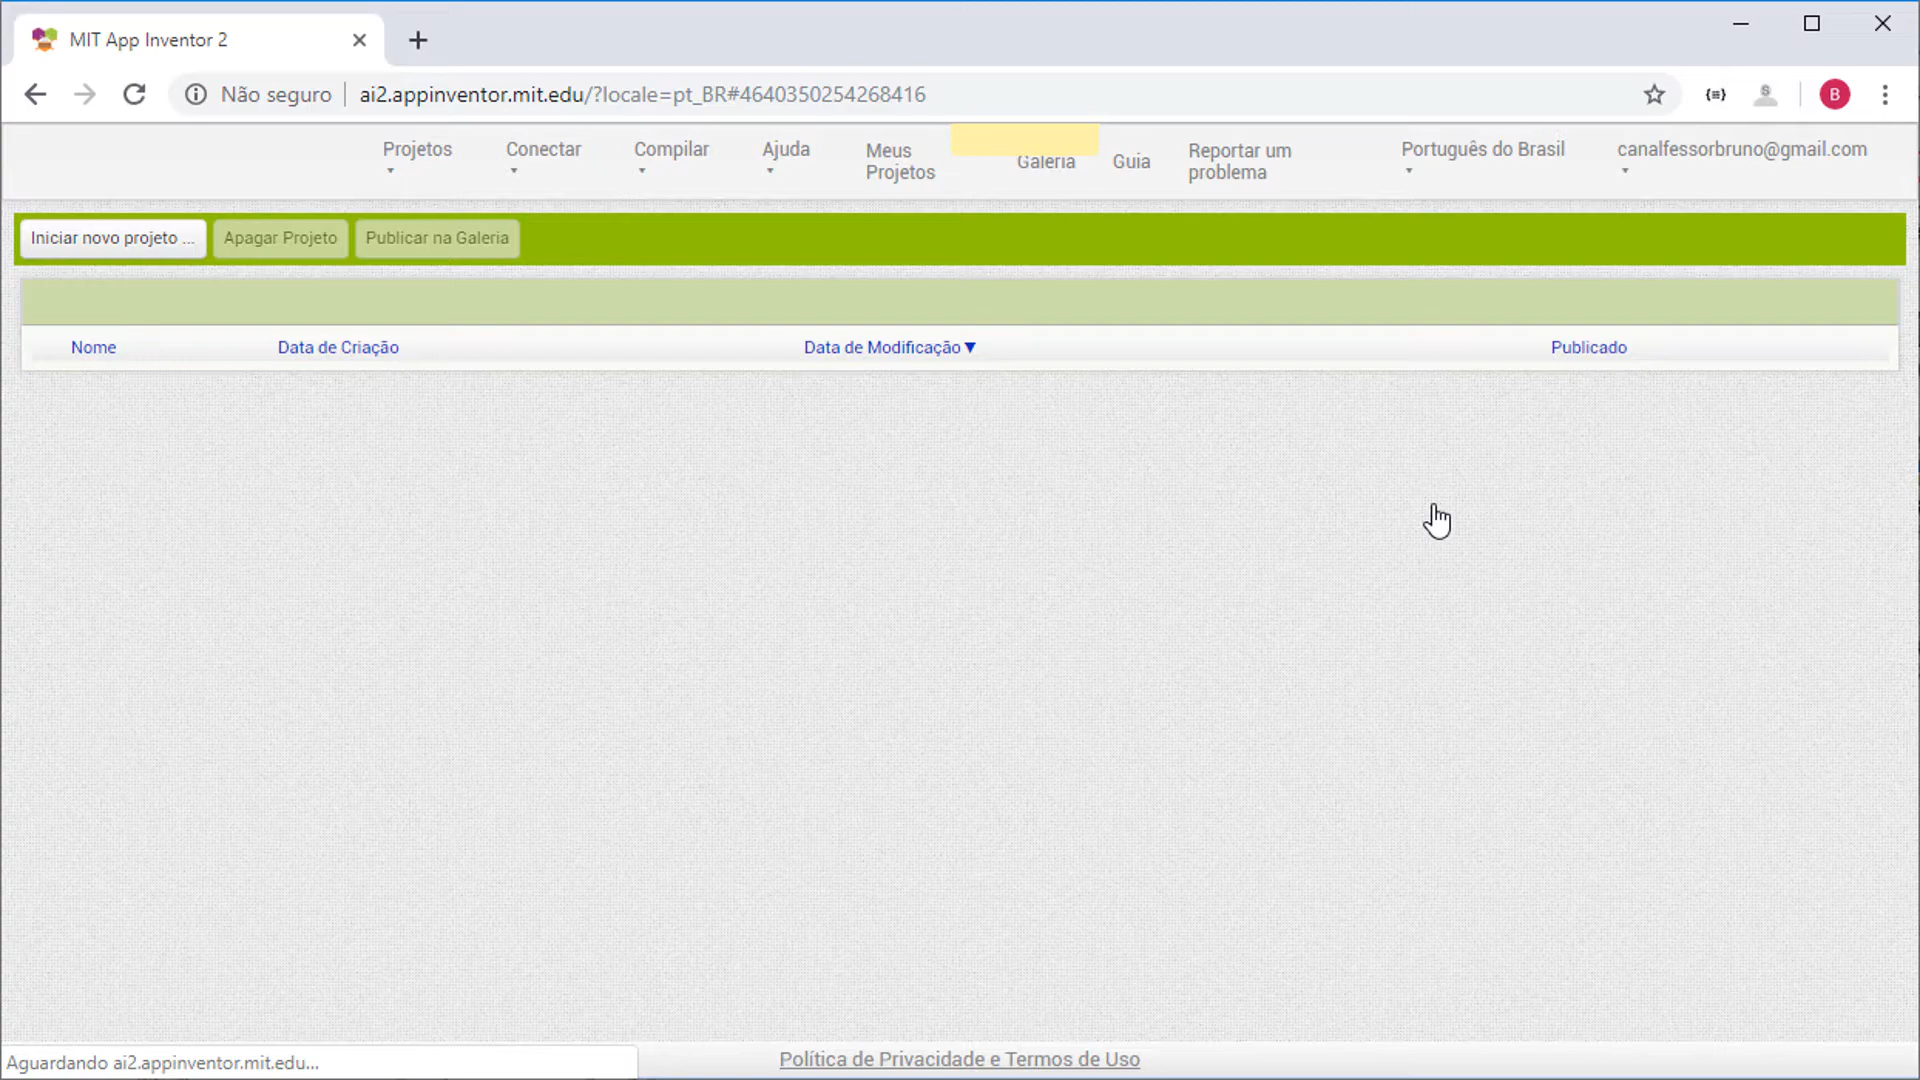 MIT App Inventor 2
Não seguro
ai2.appinventor.mit.edu/?locale=pt_BR#4640350254268416
B
Projetos
Conectar
Compilar
Ajuda
Meus
Projetos
Galeria
Guia
Reportar um
problema
Português do Brasil
canalfessorbruno@gmail.com
Iniciar novo projeto ...
Apagar Projeto
Publicar na Galeria
Nome
Data de Criação
Data de Modificação▼
Publicado
Aguardando ai2.appinventor.mit.edu...
Política de Privacidade e Termos de Uso